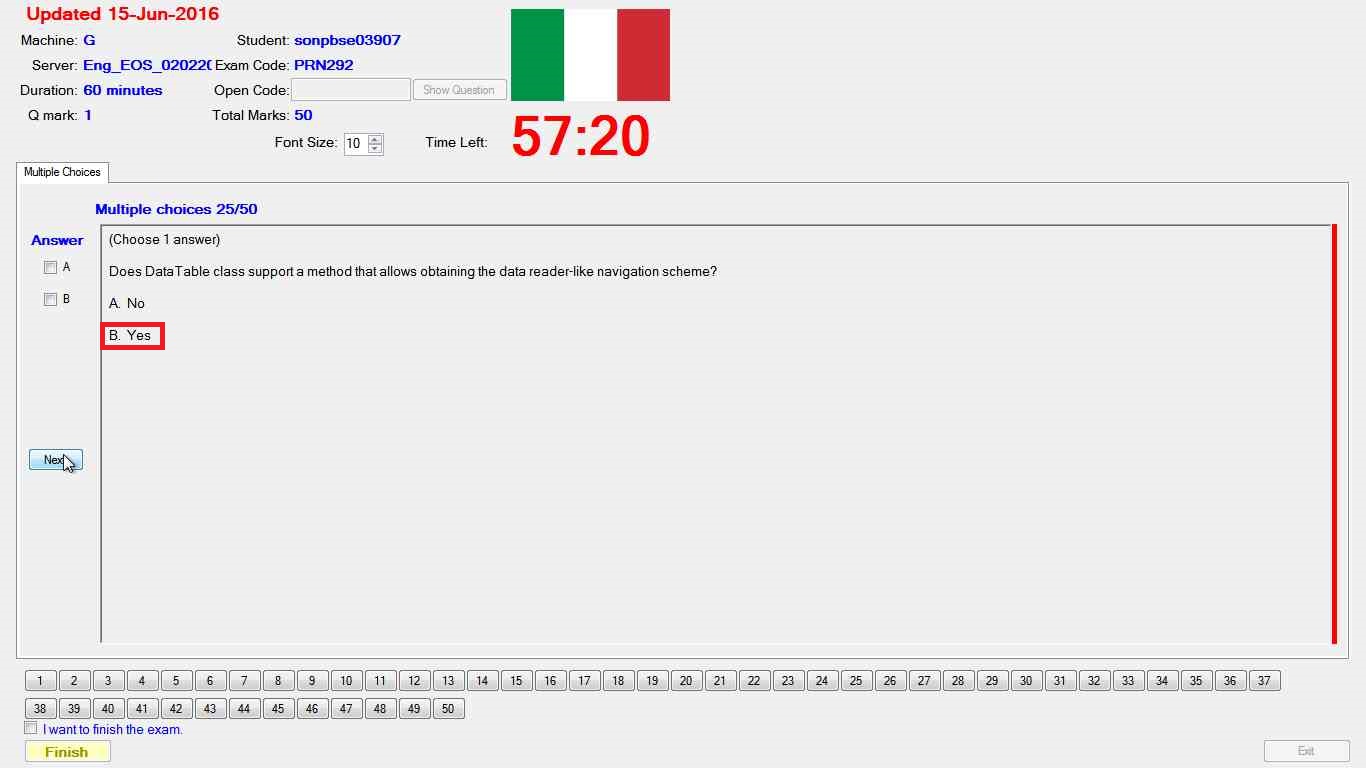 Updated 15-Jun-2016
Machine: G Student: sonpbse03907
Server: Eng_EOS_02022 Exam Code: PRN292
Duration: 60 minutes Open Code: Show Question
Q mark: 1 Total Marks: 50
Font Size: 10 Time Left: 57:20
Multiple Choices
Multiple choices 25/50
Answer
(Choose 1 answer)
A
Does DataTable class support a method that allows obtaining the data reader-like navigation scheme?
B
A. No
B. Yes
Nex
1 2 3 4 5 6 7 8 9 10 11 12 13 14 15 16 17 18 19 20 21 22 23 24 25 26 27 28 29 30 31 32 33 34 35 36 37
38 39 40 41 42 43 44 45 46 47 48 49 50
I want to finish the exam.
Finish Exit